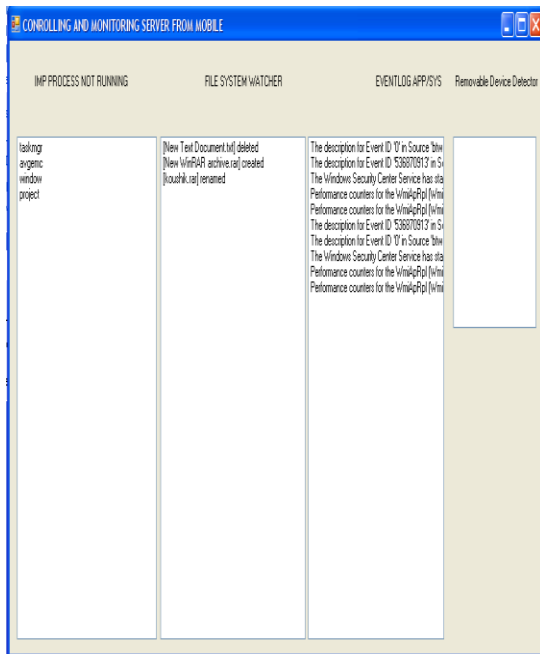 CONROLLING AND MONITORING SERVER FROM MOBILE
IMP PROCESS NOT RUNNING
FILE SYSTEM WATCHER
EVENTLOG APP/SYS
Removable Device Detector
taskmgr
avgemc
window
project
[New Text Document.txt] deleted
[New WinRAR archive.rar] created
[koushik.rar] renamed
The description for Event ID '0' in Source 'btw
The description for Event ID '536870913' in So
The Windows Security Center Service has sta
Performance counters for the WmiApRpl (Wmi
Performance counters for the WmiApRpl (Wmi
The description for Event ID '536870913' in So
The description for Event ID '0' in Source 'btw
The Windows Security Center Service has sta
Performance counters for the WmiApRpl (Wmi
Performance counters for the WmiApRpl (Wmi